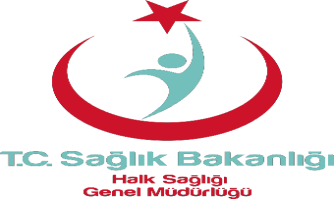 T.C. Sağlık Bakanlığı
Halk Sağlığı
Genel Müdürlüğü